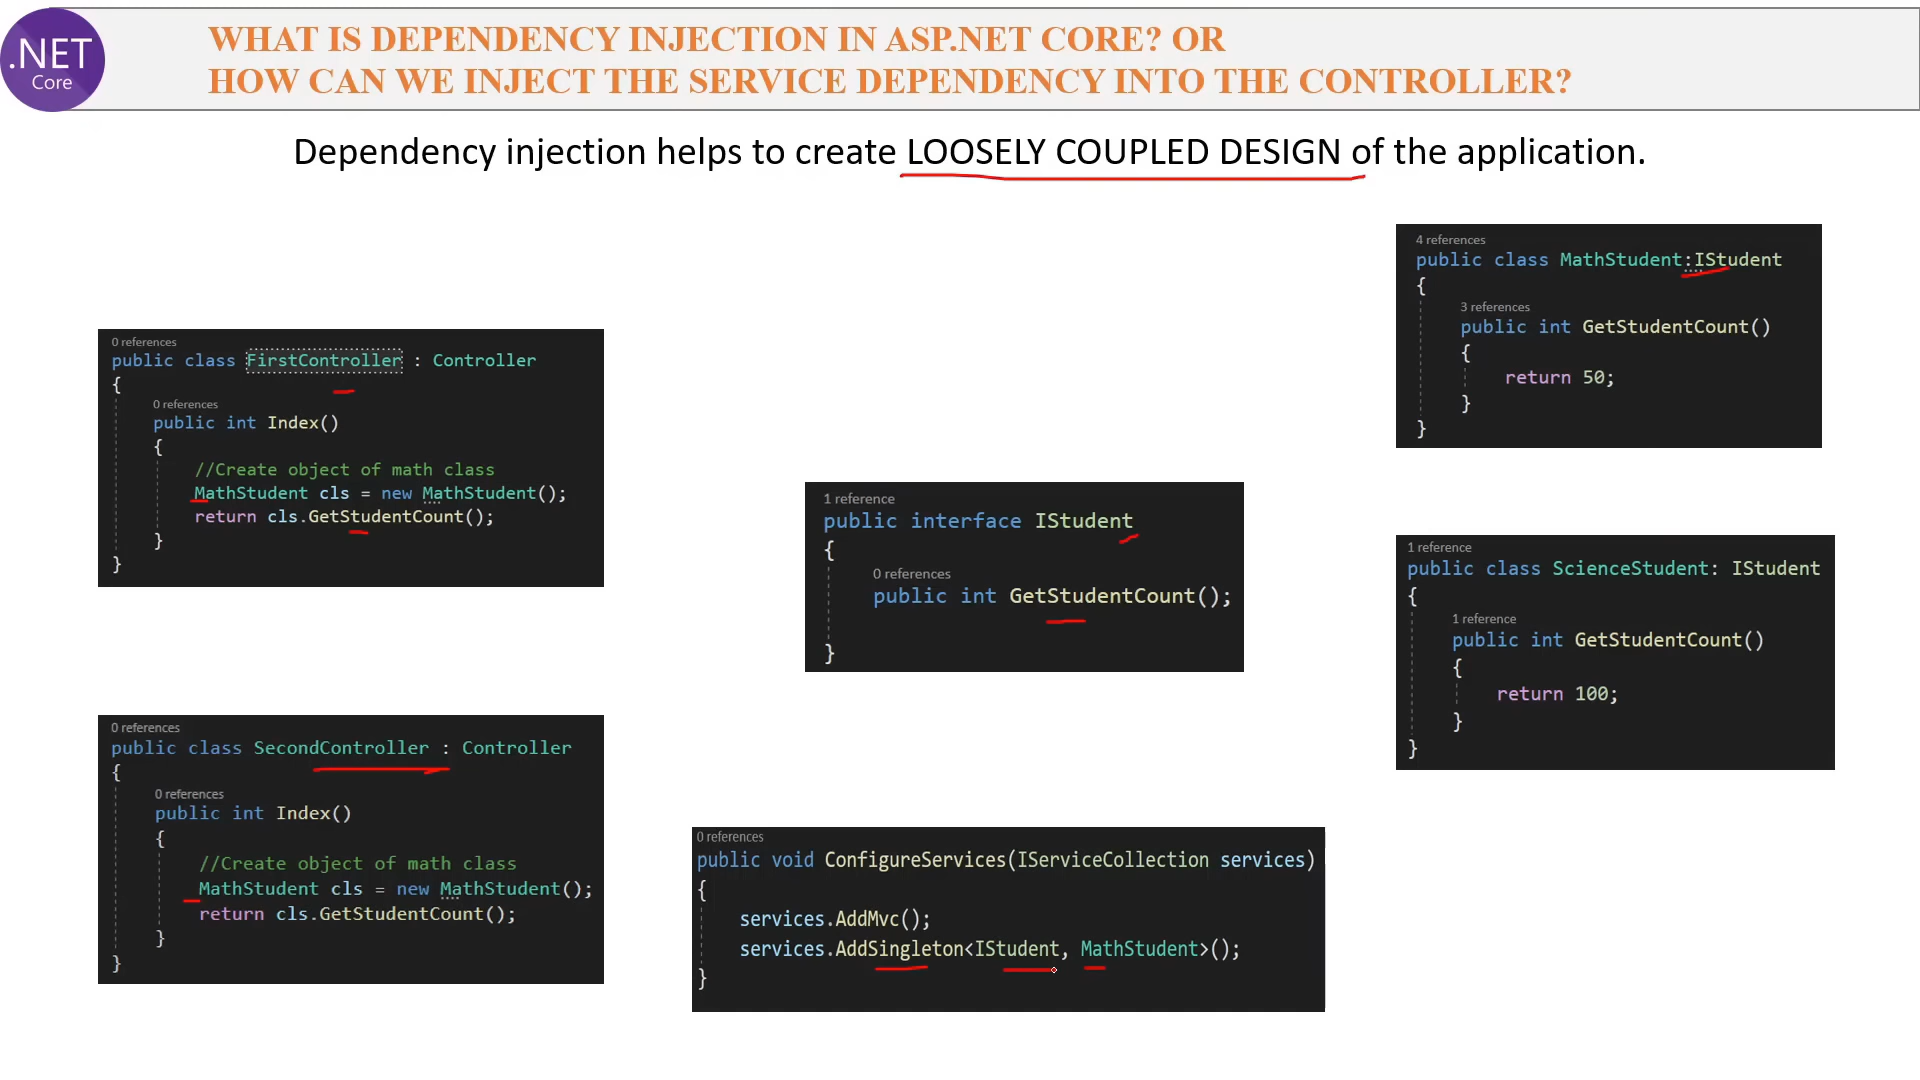 .NET
Core
WHAT IS DEPENDENCY INJECTION IN ASP.NET CORE? OR
HOW CAN WE INJECT THE SERVICE DEPENDENCY INTO THE CONTROLLER?
Dependency injection helps to create LOOSELY COUPLED DESIGN of the application.
0 references
public class FirstController : Controller
{
0 references
public int Index()
{
//Create object of math class
MathStudent cls = new MathStudent();
return cls.GetStudentCount();
}
}
0 references
public class SecondController : Controller
{
0 references
public int Index()
{
//Create object of math class
MathStudent cls = new MathStudent();
return cls.GetStudentCount();
}
}
1 reference
public interface IStudent
{
0 references
public int GetStudentCount();
}
0 references
public void ConfigureServices(IServiceCollection services)
{
services.AddMvc();
services.AddSingleton<IStudent, MathStudent>();
}
4 references
public class MathStudent:IStudent
{
3 references
public int GetStudentCount()
{
return 50;
}
}
1 reference
public class ScienceStudent: IStudent
{
1 reference
public int GetStudentCount()
{
return 100;
}
}